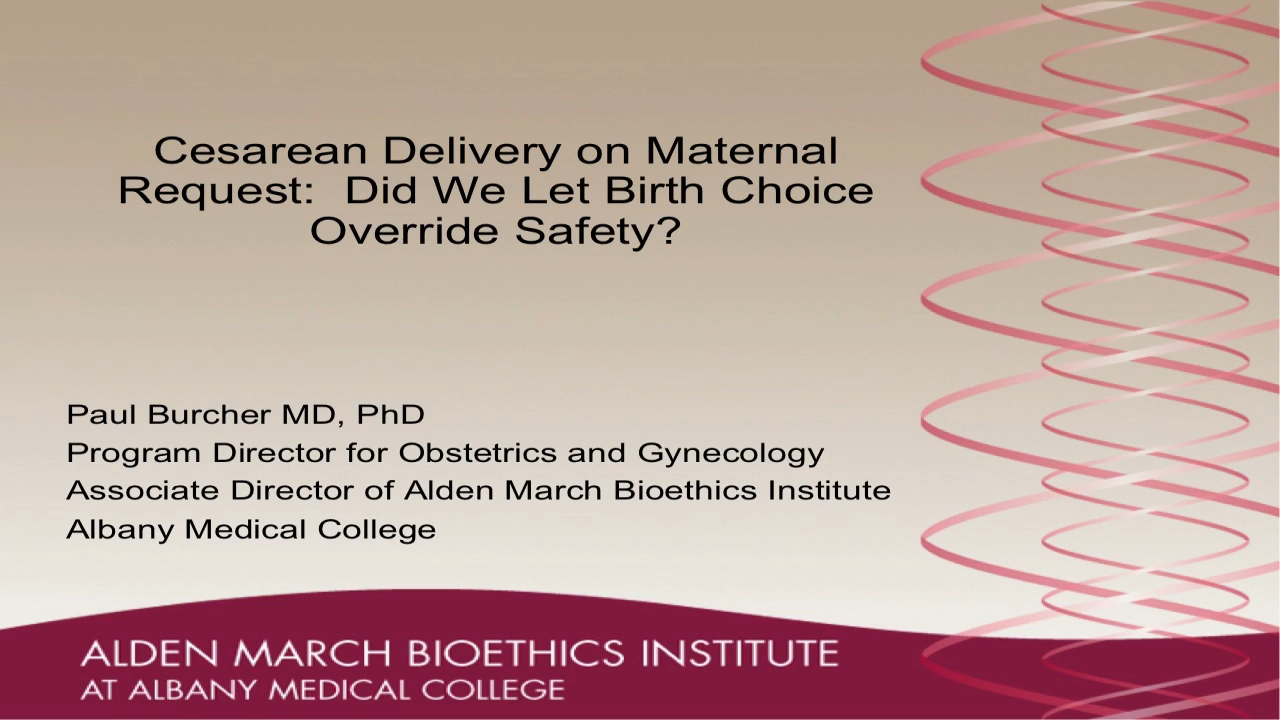 Cesarean Delivery on Maternal
Request:  Did We Let Birth Choice
Override Safety?
Paul Burcher MD, PhD
Program Director for Obstetrics and Gynecology
Associate Director of Alden March Bioethics Institute
Albany Medical College
ALDEN MARCH BIOETHICS INSTITUTE
AT ALBANY MEDICAL COLLEGE